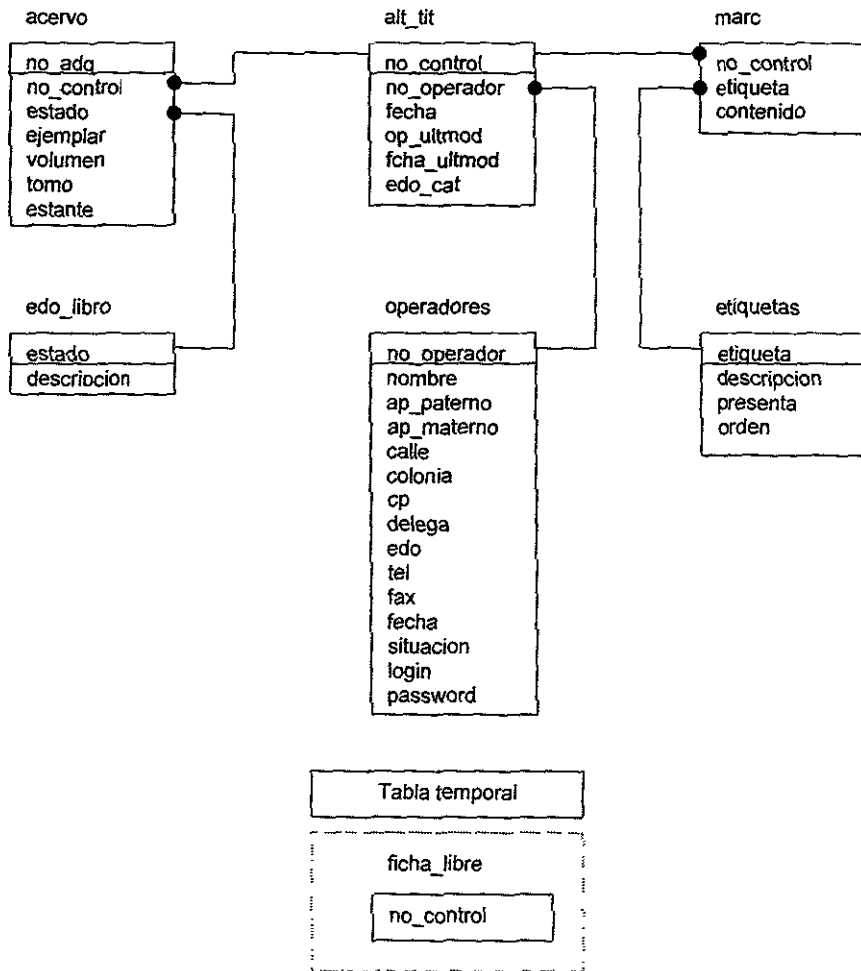 acervo
no_adq
no_control
estado
ejemplar
volumen
tomo
estante
alt_tit
no_control
no_operador
fecha
op_ultmod
fcha_ultmod
edo_cat
marc
no_control
etiqueta
contenido
edo_libro
estado
descripcion
operadores
no_operador
nombre
ap_paterno
ap_materno
calle
colonia
cp
delega
edo
tel
fax
fecha
situacion
login
password
etiquetas
etiqueta
descripcion
presenta
orden
Tabla temporal
ficha_libre
no_control